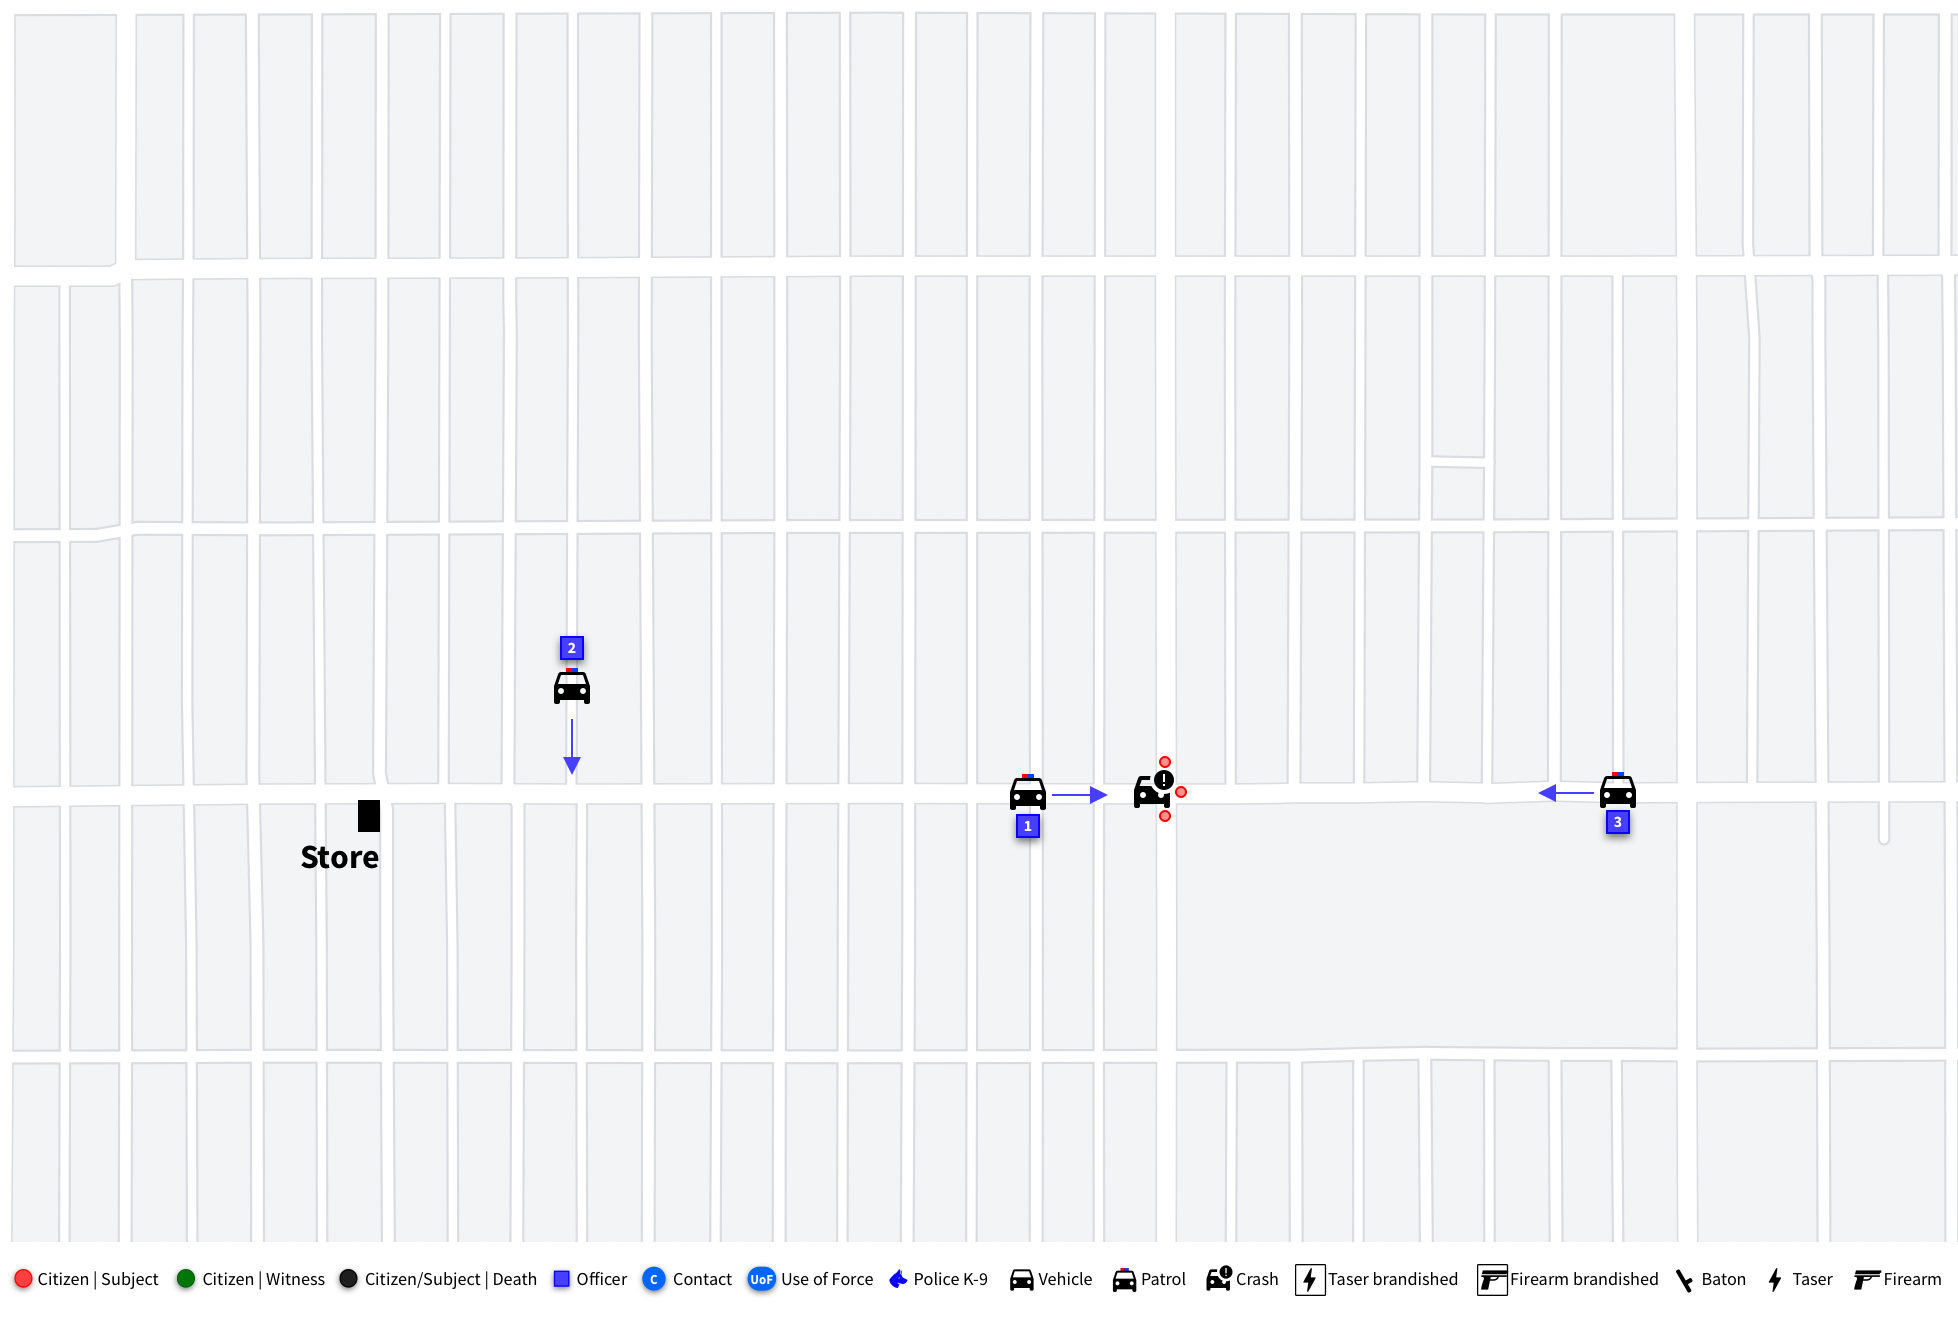 2
!
1
3
Store
Citizen | Subject Citizen | Witness Citizen/Subject | Death Officer C Contact UoF Use of Force Police K-9 Vehicle Patrol ! Crash Taser brandished Firearm brandished Baton Taser Firearm